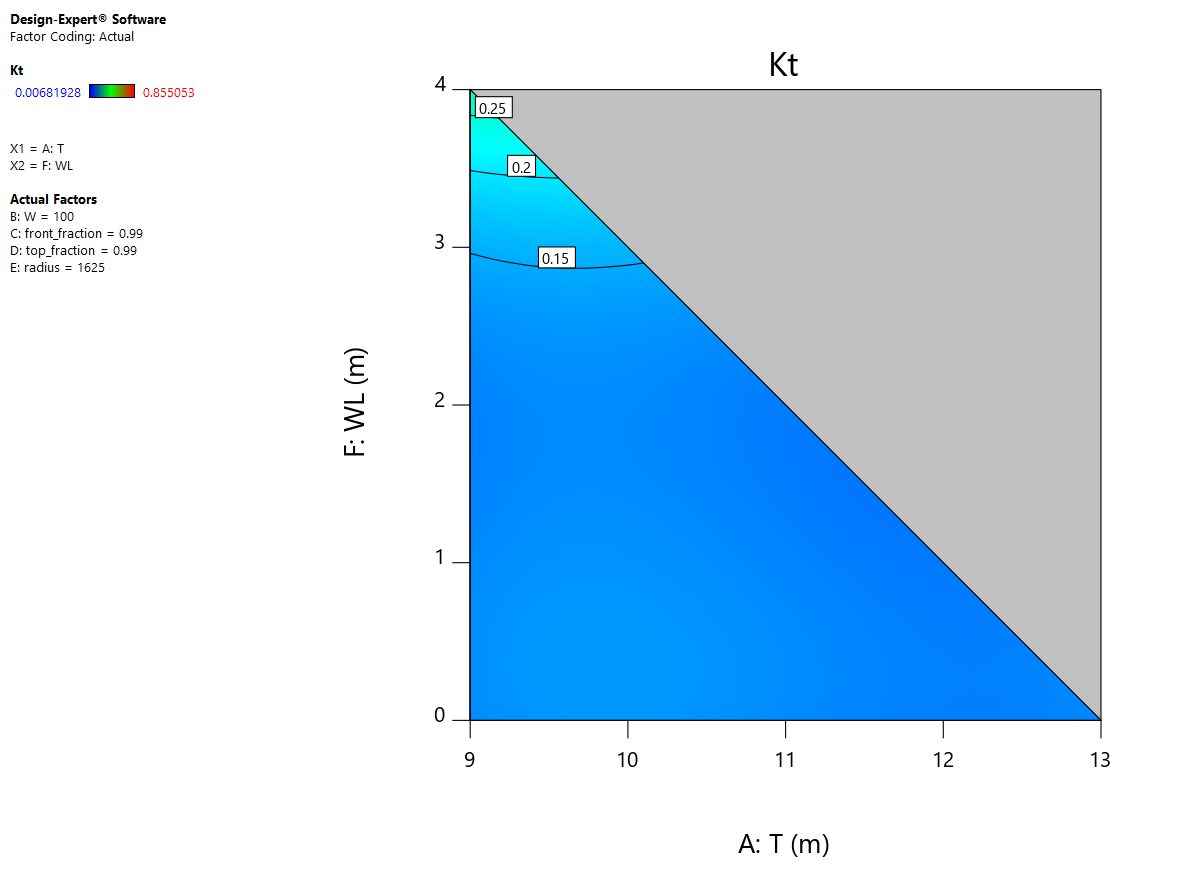 Design-Expert® Software
Factor Coding: Actual
Kt
0.00681928 0.855053
X1 = A: T
X2 = F: WL
Actual Factors
B: W = 100
C: front_fraction = 0.99
D: top_fraction = 0.99
E: radius = 1625
Kt
4
3
2
1
0
F: WL (m)
0.25
0.2
0.15
9 10 11 12 13
A: T (m)